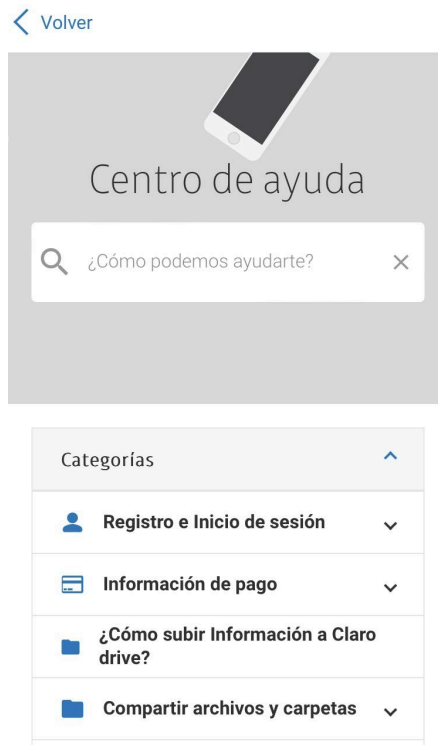 Volver
Centro de ayuda
¿Cómo podemos ayudarte?
Categorías
Registro e Inicio de sesión
Información de pago
¿Cómo subir Información a Claro
drive?
Compartir archivos y carpetas